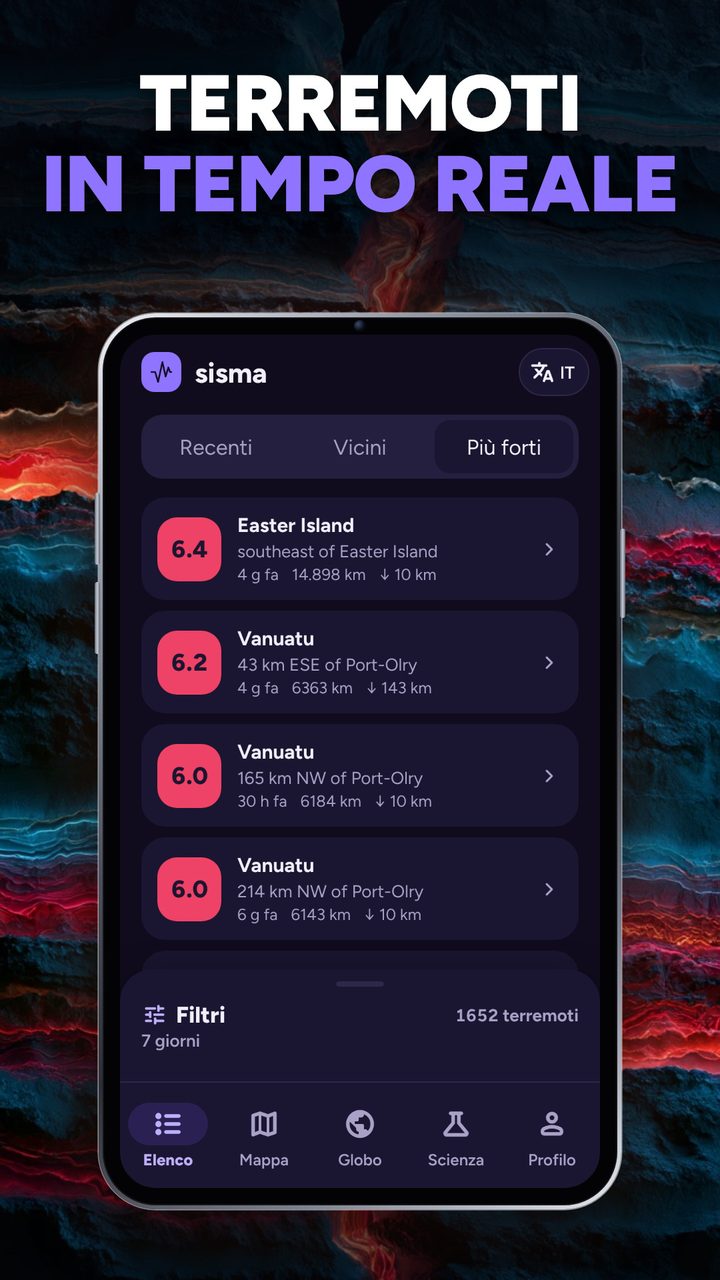 TERREMOTI
IN TEMPO REALE
sisma
IT
Recenti Vicini Più forti
6.4
Easter Island
southeast of Easter Island
4 g fa 14.898 km ↓ 10 km
6.2
Vanuatu
43 km ESE of Port-Olry
4 g fa 6363 km ↓ 143 km
6.0
Vanuatu
165 km NW of Port-Olry
30 h fa 6184 km ↓ 10 km
6.0
Vanuatu
214 km NW of Port-Olry
6 g fa 6143 km ↓ 10 km
Filtri 1652 terremoti
7 giorni
Elenco Mappa Globo Scienza Profilo